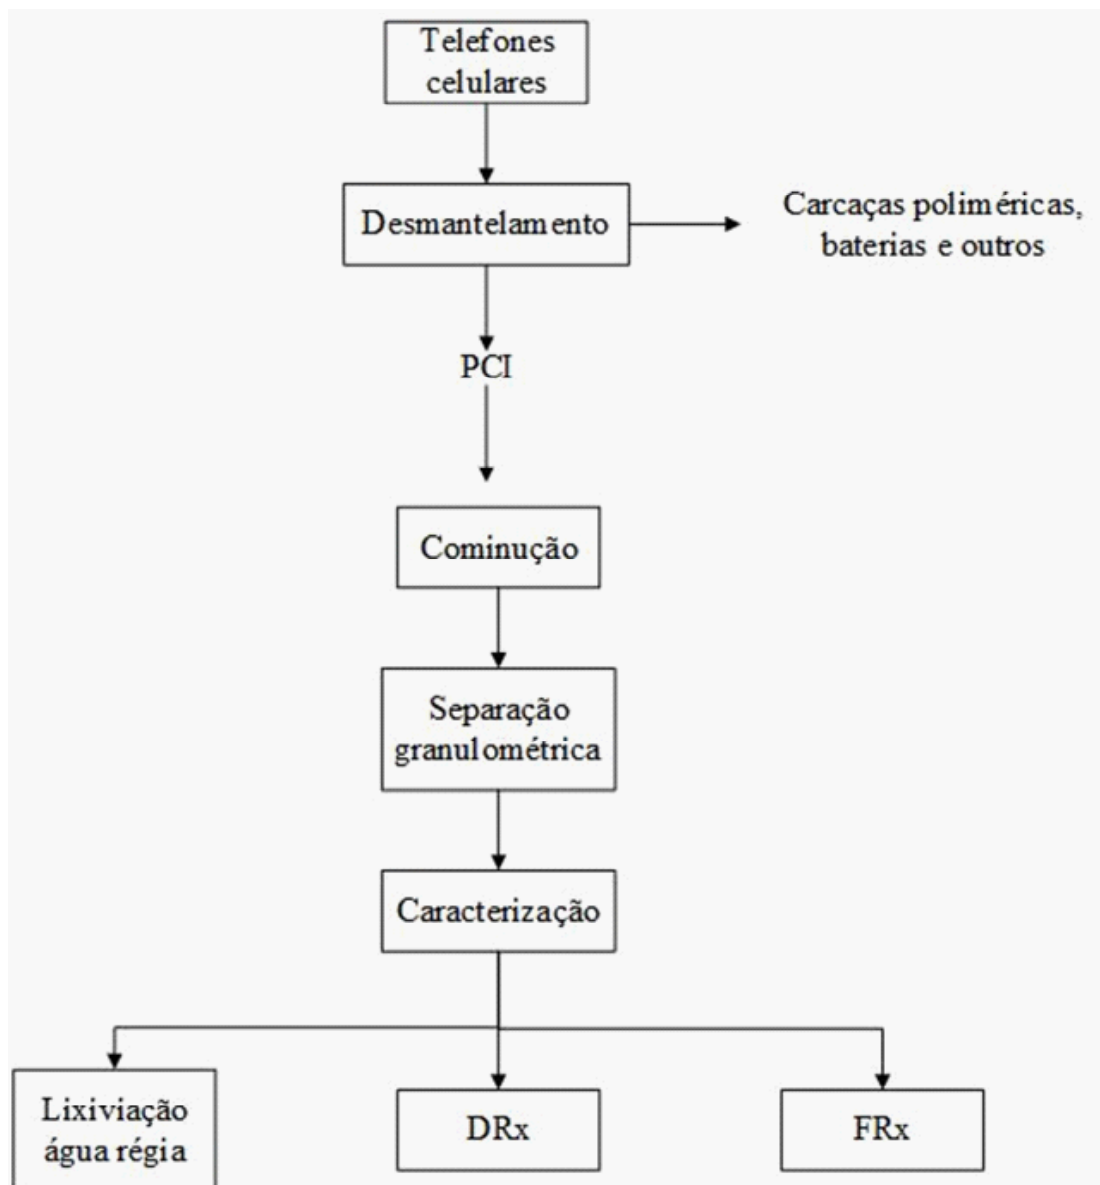 Telefones
celulares
Desmantelamento
Carcaças poliméricas,
baterias e outros
PCI
Cominução
Separação
granulométrica
Caracterização
Lixiviação
água régia
DRx
FRx